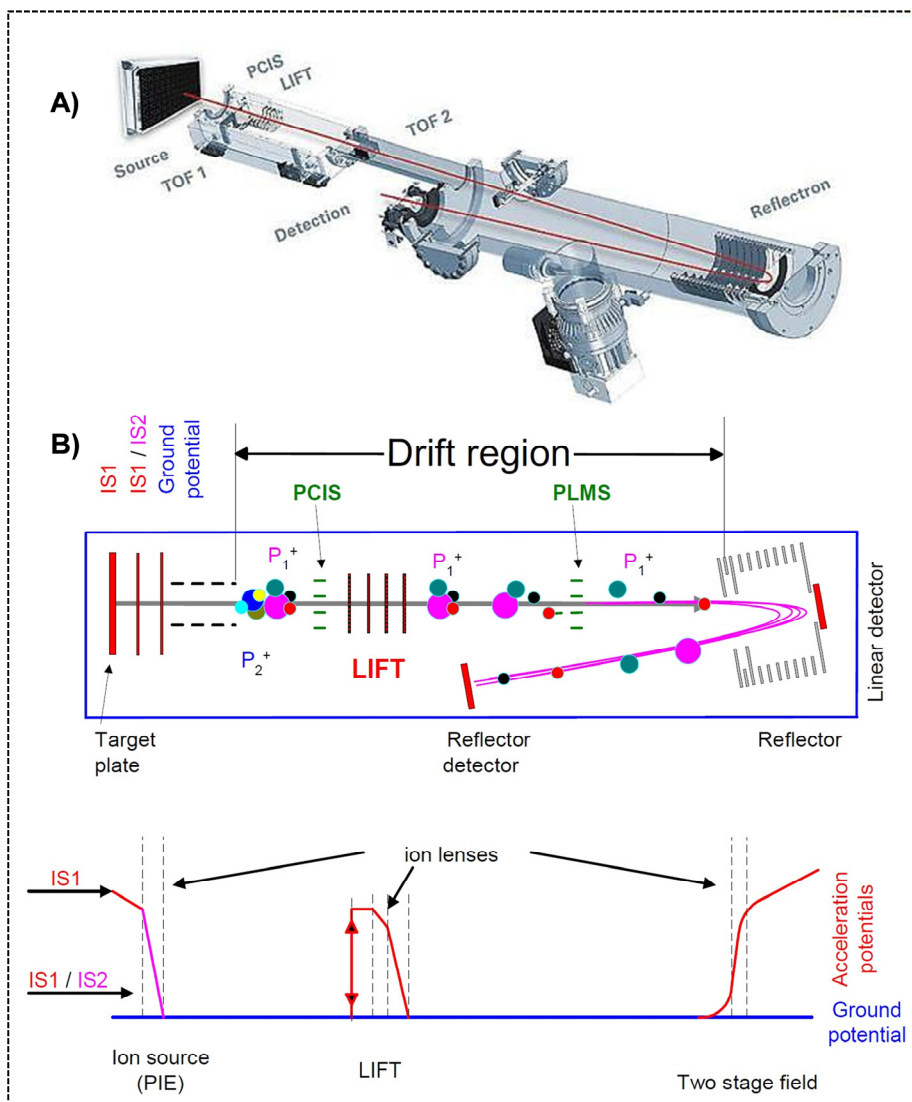 A)
PCIS
LIFT
Source
TOF 1
TOF 2
Detection
Reflectron
B)
IS1
IS1 / IS2
Ground
potential
Drift region
PCIS
PLMS
P1+
P1+
P1+
P2+
LIFT
Linear detector
Target
plate
Reflector
detector
Reflector
IS1
ion lenses
IS1 / IS2
Acceleration
potentials
Ground
potential
Ion source
(PIE)
LIFT
Two stage field